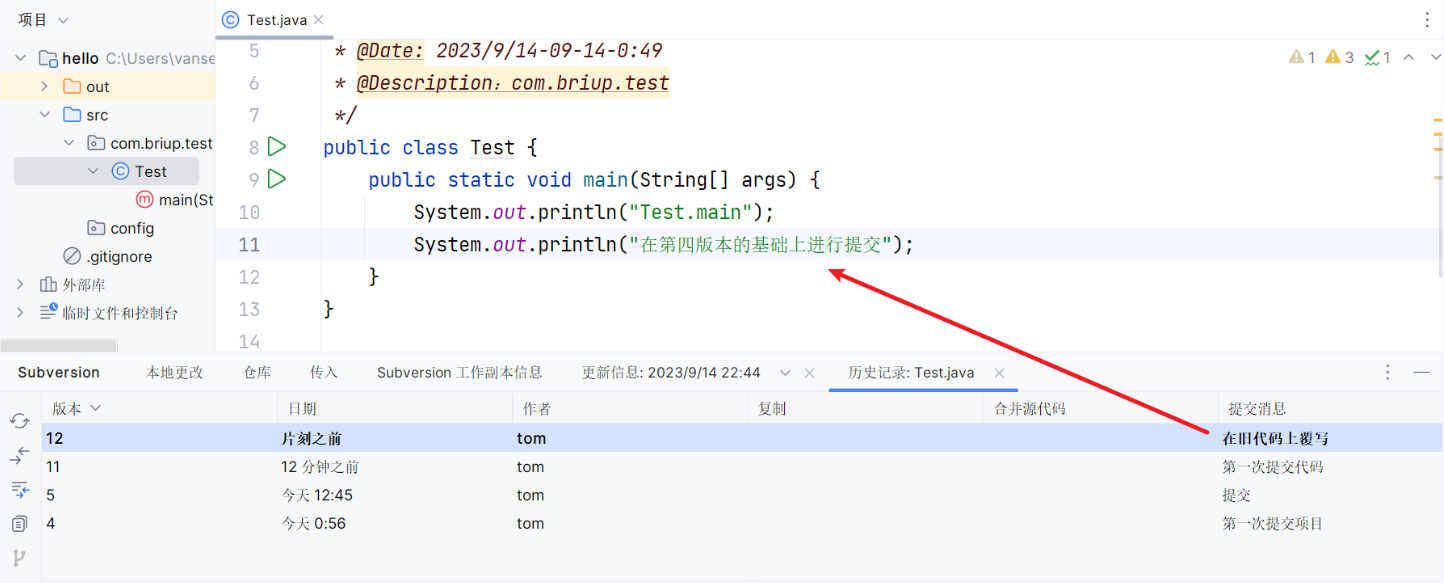 项目
Test.java
hello C:\Users\vanse
out
src
com.briup.test
Test
main(St
config
.gitignore
外部库
临时文件和控制台
5 * @Date: 2023/9/14-09-14-0:49
6 * @Description：com.briup.test
7 */
8 public class Test {
9 public static void main(String[] args) {
10 System.out.println("Test.main");
11 System.out.println("在第四版本的基础上进行提交");
12 }
13 }
14
1 3 1
Subversion 本地更改 仓库 传入 Subversion 工作副本信息 更新信息: 2023/9/14 22:44 历史记录: Test.java
版本 日期 作者 复制 合并源代码 提交消息
12 片刻之前 tom 在旧代码上覆写
11 12 分钟之前 tom 第一次提交代码
5 今天 12:45 tom 提交
4 今天 0:56 tom 第一次提交项目